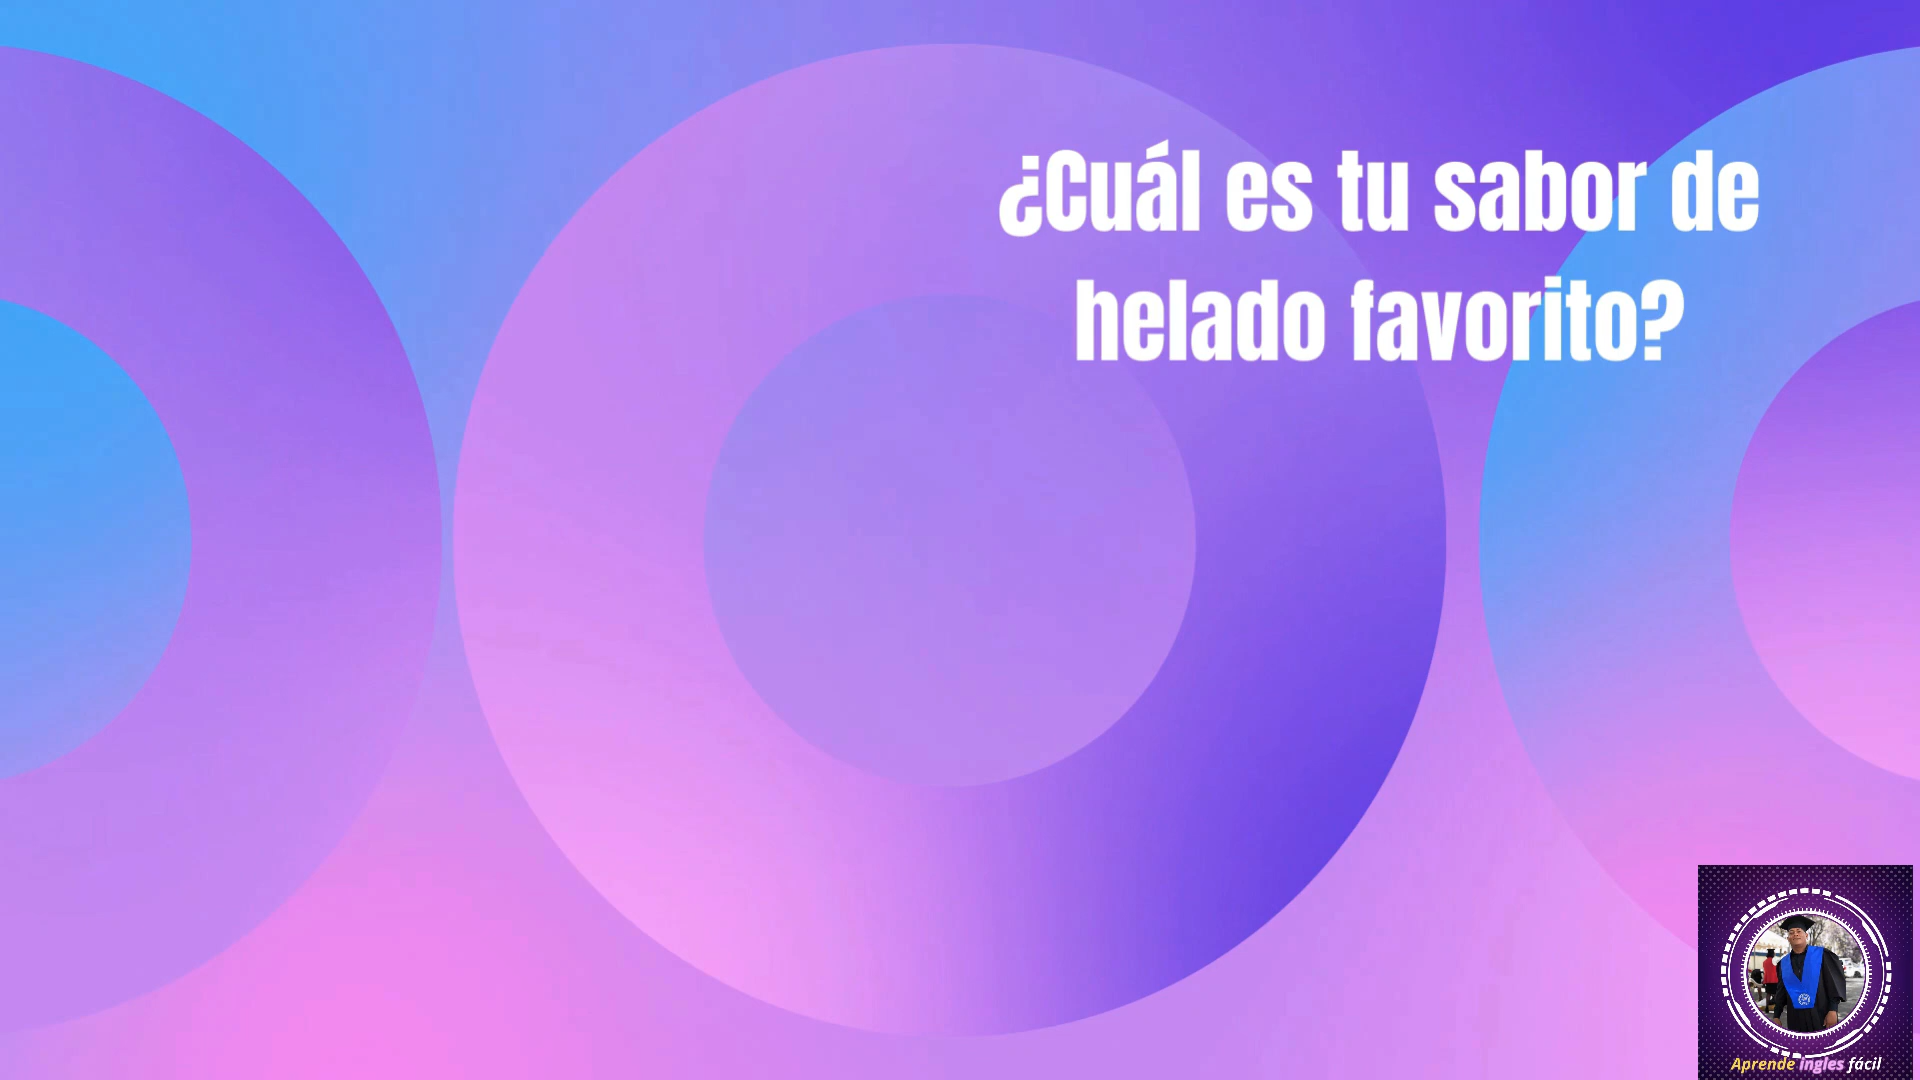 ¿Cuál es tu sabor de
helado favorito?
Aprende ingles fácil